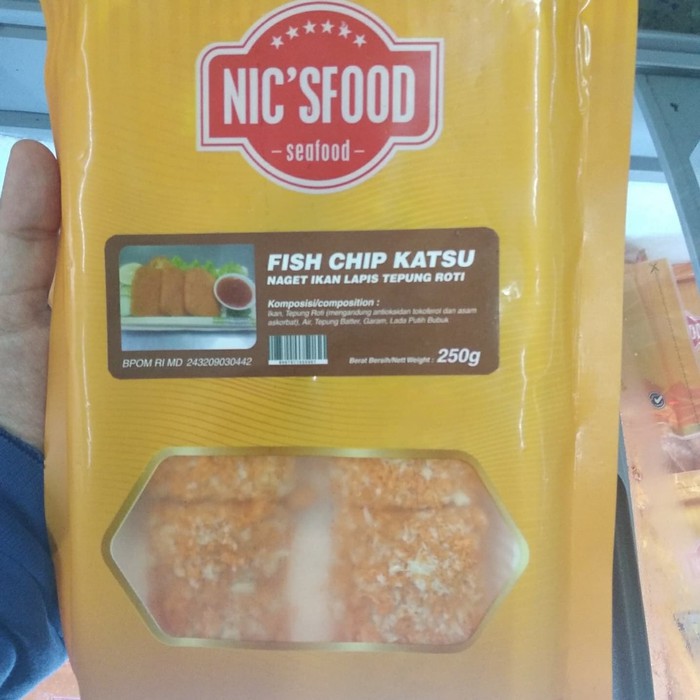 NIC'SFOOD
- seafood -
FISH CHIP KATSU
NAGET IKAN LAPIS TEPUNG ROTI
Komposisi/composition :
Ikan, Tepung Roti (mengandung antioksidan tokoferol dan asam
askorbat), Air, Tepung Batter, Garam, Lada Putih Bubuk
BPOM RI MD 243209030442
Berat Bersih/Nett Weight : 250g